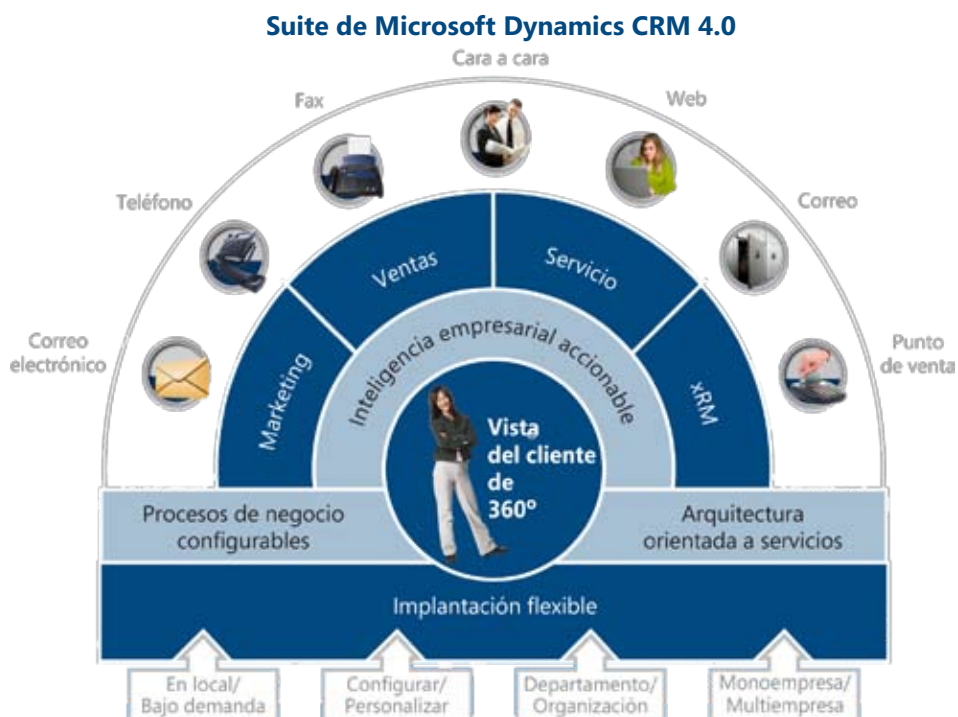 Suite de Microsoft Dynamics CRM 4.0
Cara a cara
Fax
Web
Teléfono
Correo
Correo
electrónico
Punto
de venta
Marketing
Ventas
Servicio
xRM
Inteligencia empresarial accionable
Vista
del cliente
de
360º
Procesos de negocio
configurables
Arquitectura
orientada a servicios
Implantación flexible
En local/
Bajo demanda
Configurar/
Personalizar
Departamento/
Organización
Monoempresa/
Multiempresa